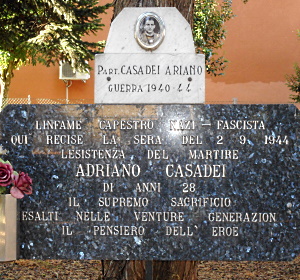 PART. CASADEI ARIANO
GUERRA 1940-44
L'INFAME CAPESTRO NAZI-FASCISTA
QUI RECISE LA SERA DEL 2 9 1944
L'ESISTENZA DEL MARTIRE
ADRIANO CASADEI
DI ANNI 28
IL SUPREMO SACRIFICIO
ESALTI NELLE VENTURE GENERAZION
IL PENSIERO DELL'EROE